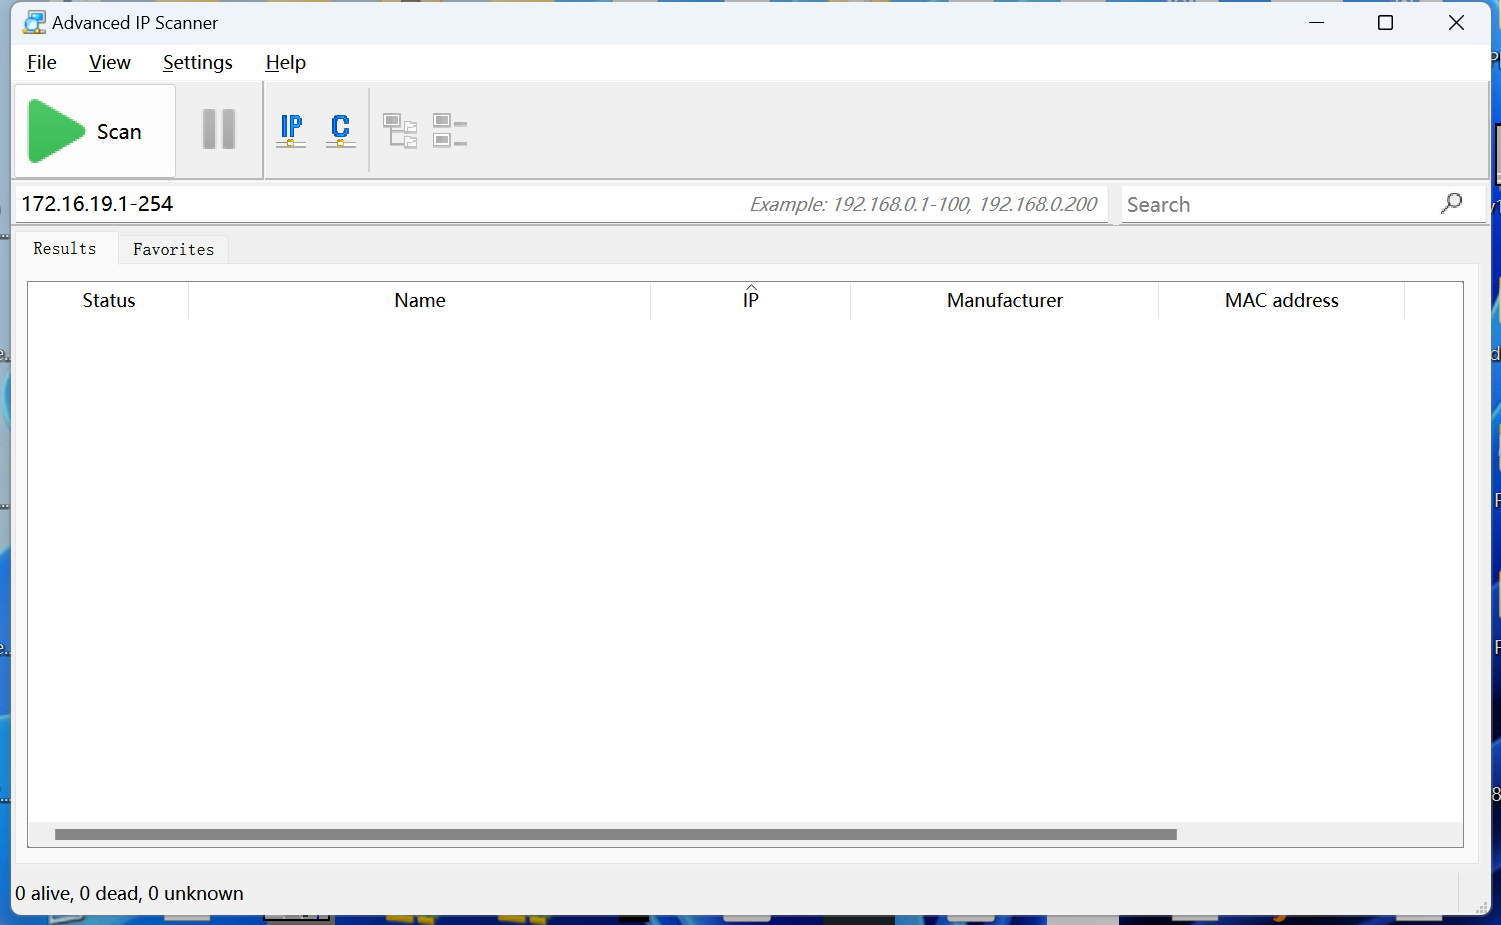 Advanced IP Scanner
File View Settings Help
Scan IP C
172.16.19.1-254 Example: 192.168.0.1-100, 192.168.0.200 Search
Results Favorites
Status Name IP Manufacturer MAC address
0 alive, 0 dead, 0 unknown